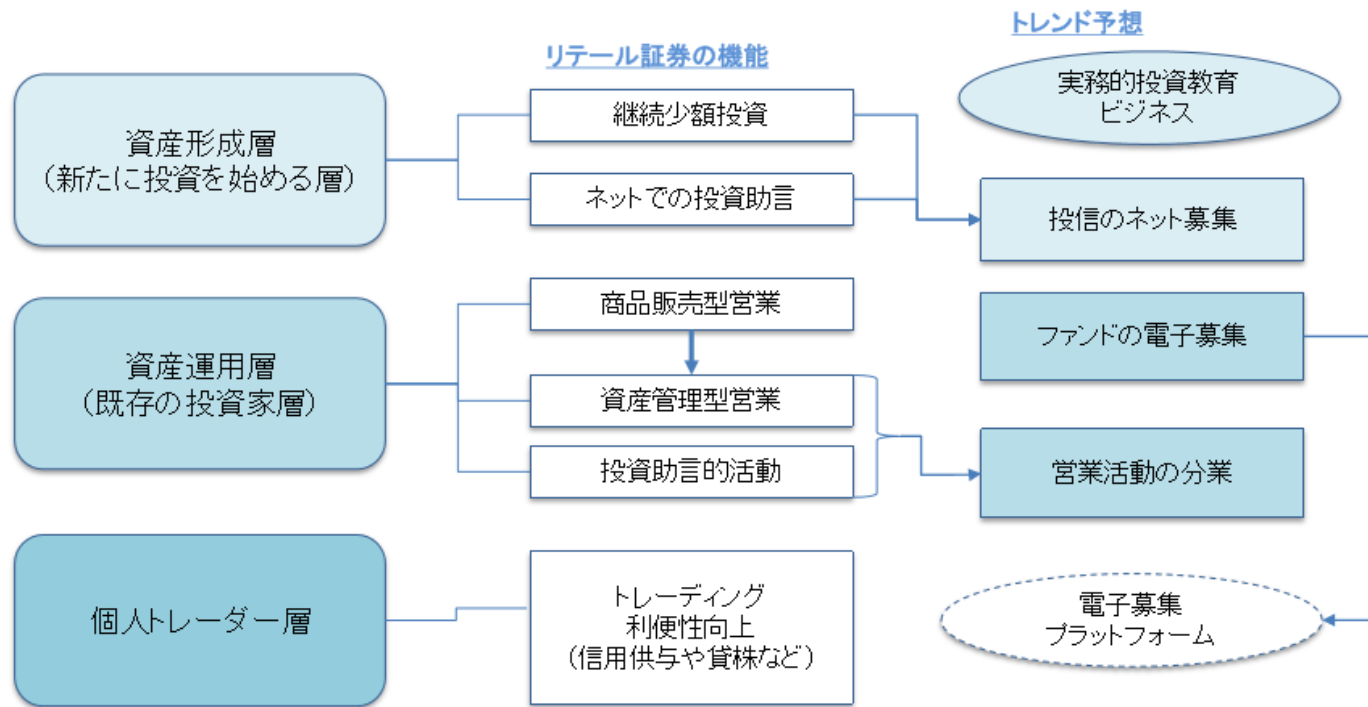 トレンド予想
リテール証券の機能
資産形成層
（新たに投資を始める層）
継続少額投資
ネットでの投資助言
実務的投資教育
ビジネス
投信のネット募集
資産運用層
（既存の投資家層）
商品販売型営業
資産管理型営業
投資助言的活動
ファンドの電子募集
営業活動の分業
個人トレーダー層
トレーディング
利便性向上
（信用供与や貸株など）
電子募集
プラットフォーム